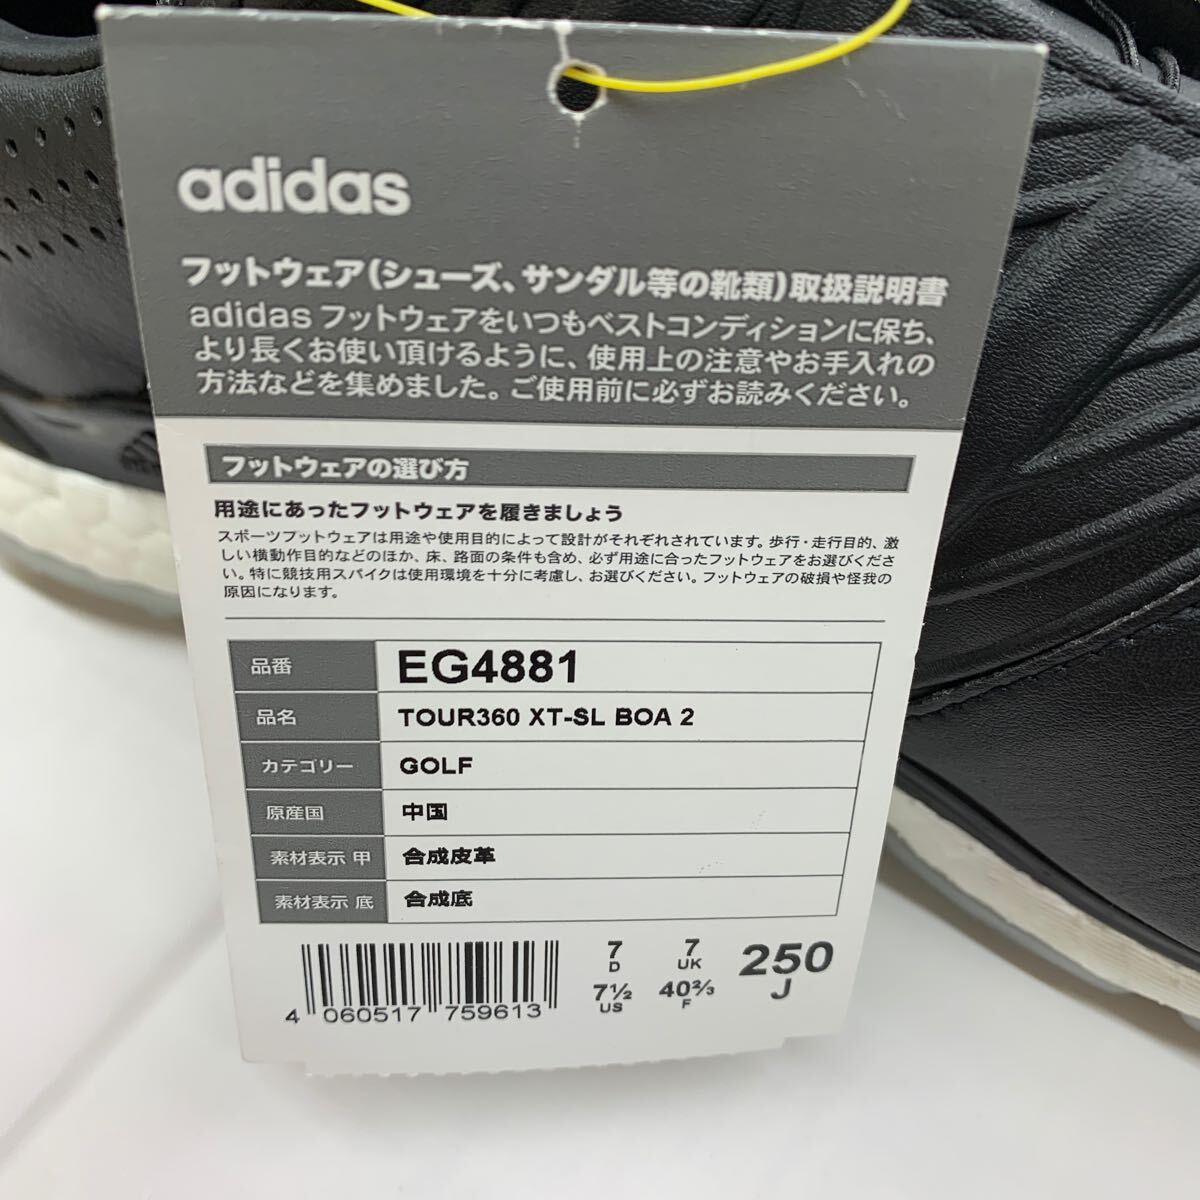 adidas
フットウェア(シューズ、サンダル等の靴類)取扱説明書
adidas フットウェアをいつもベストコンディションに保ち、
より長くお使い頂けるように、使用上の注意やお手入れの
方法などを集めました。ご使用前に必ずお読みください。
フットウェアの選び方
用途にあったフットウェアを履きましょう
スポーツフットウェアは用途や使用目的によって設計がそれぞれされています。歩行・走行目的、激
しい横動作目的などのほか、床、路面の条件も含め、必ず用途に合ったフットウェアをお選びくださ
い。特に競技用スパイクは使用環境を十分に考慮し、お選びください。フットウェアの破損や怪我の
原因になります。
品番 EG4881
品名 TOUR360 XT-SL BOA 2
カテゴリー GOLF
原産国 中国
素材表示 甲 合成皮革
素材表示 底 合成底
7 D 7 UK 250 J
7½ US 40⅔ F
4 060517 759613